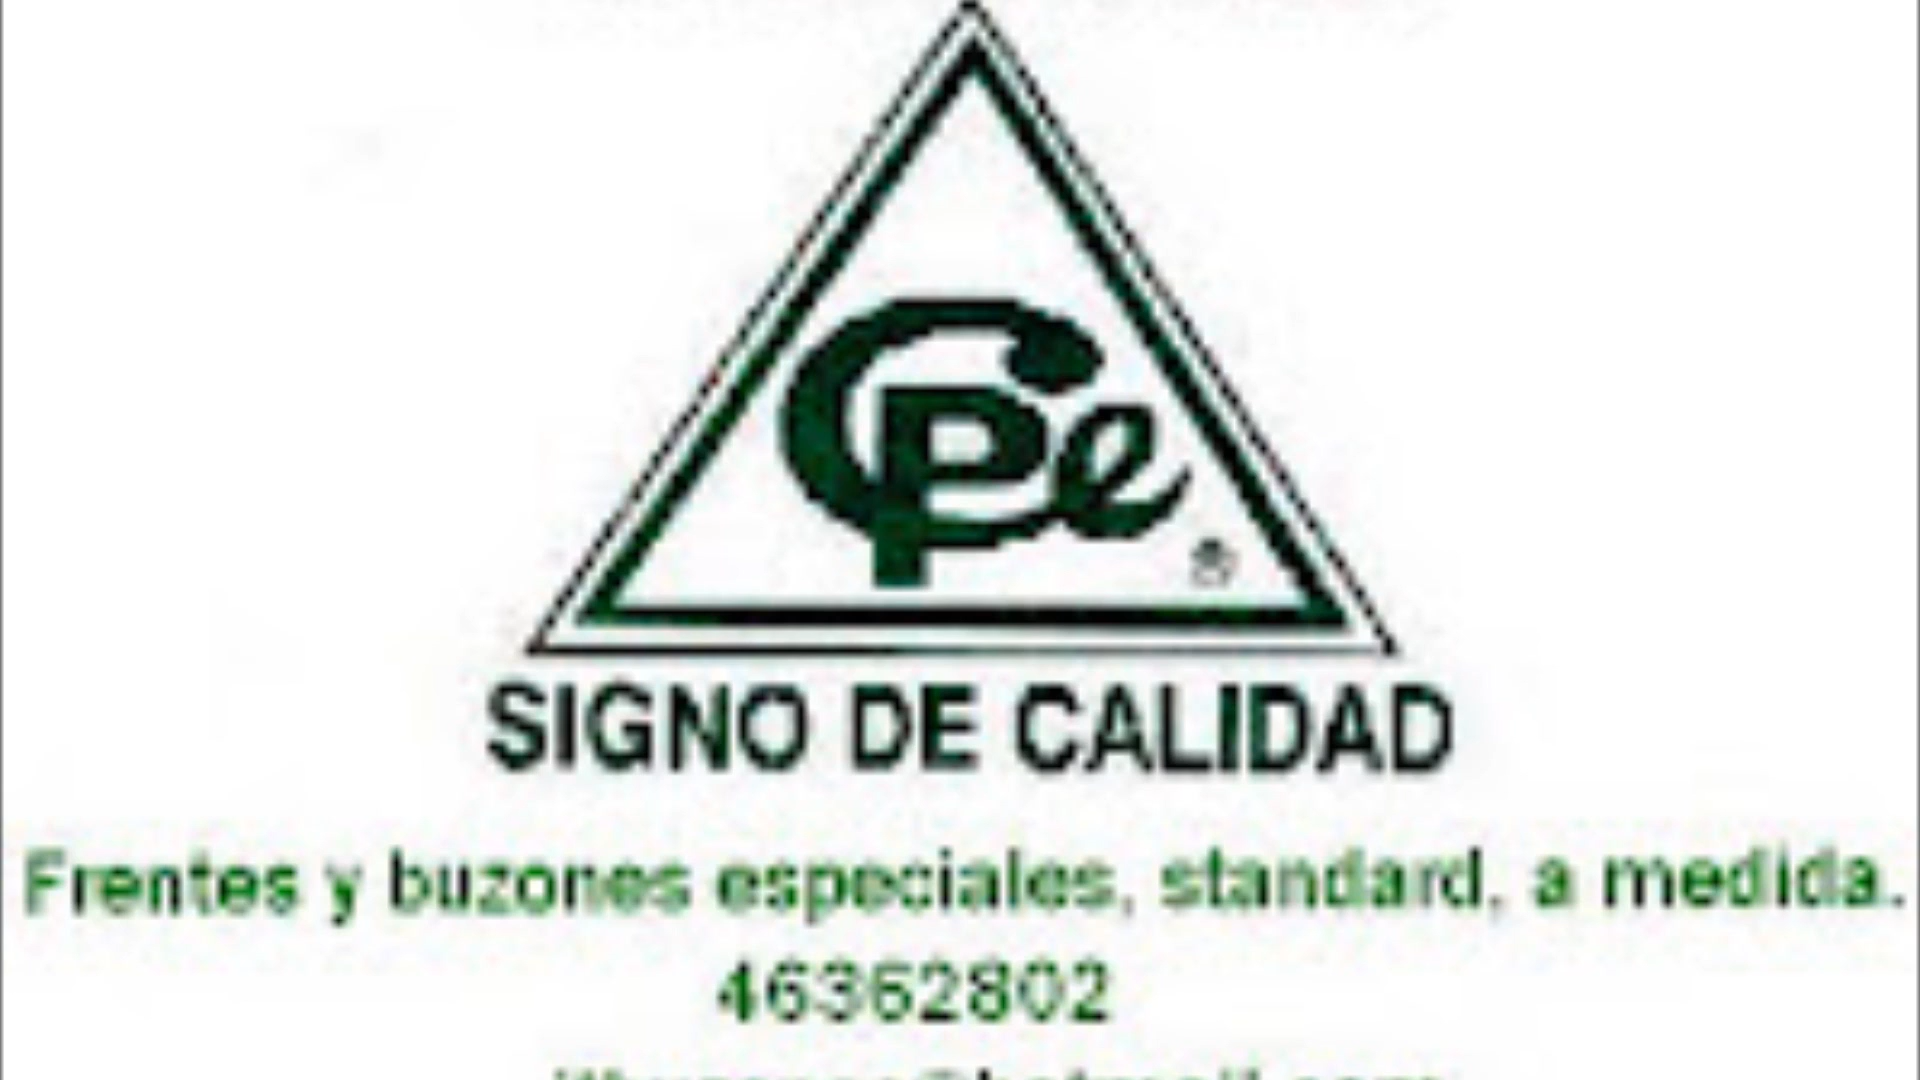 CPe
®
SIGNO DE CALIDAD
Frentes y buzones especiales, standard, a medida.
46362802